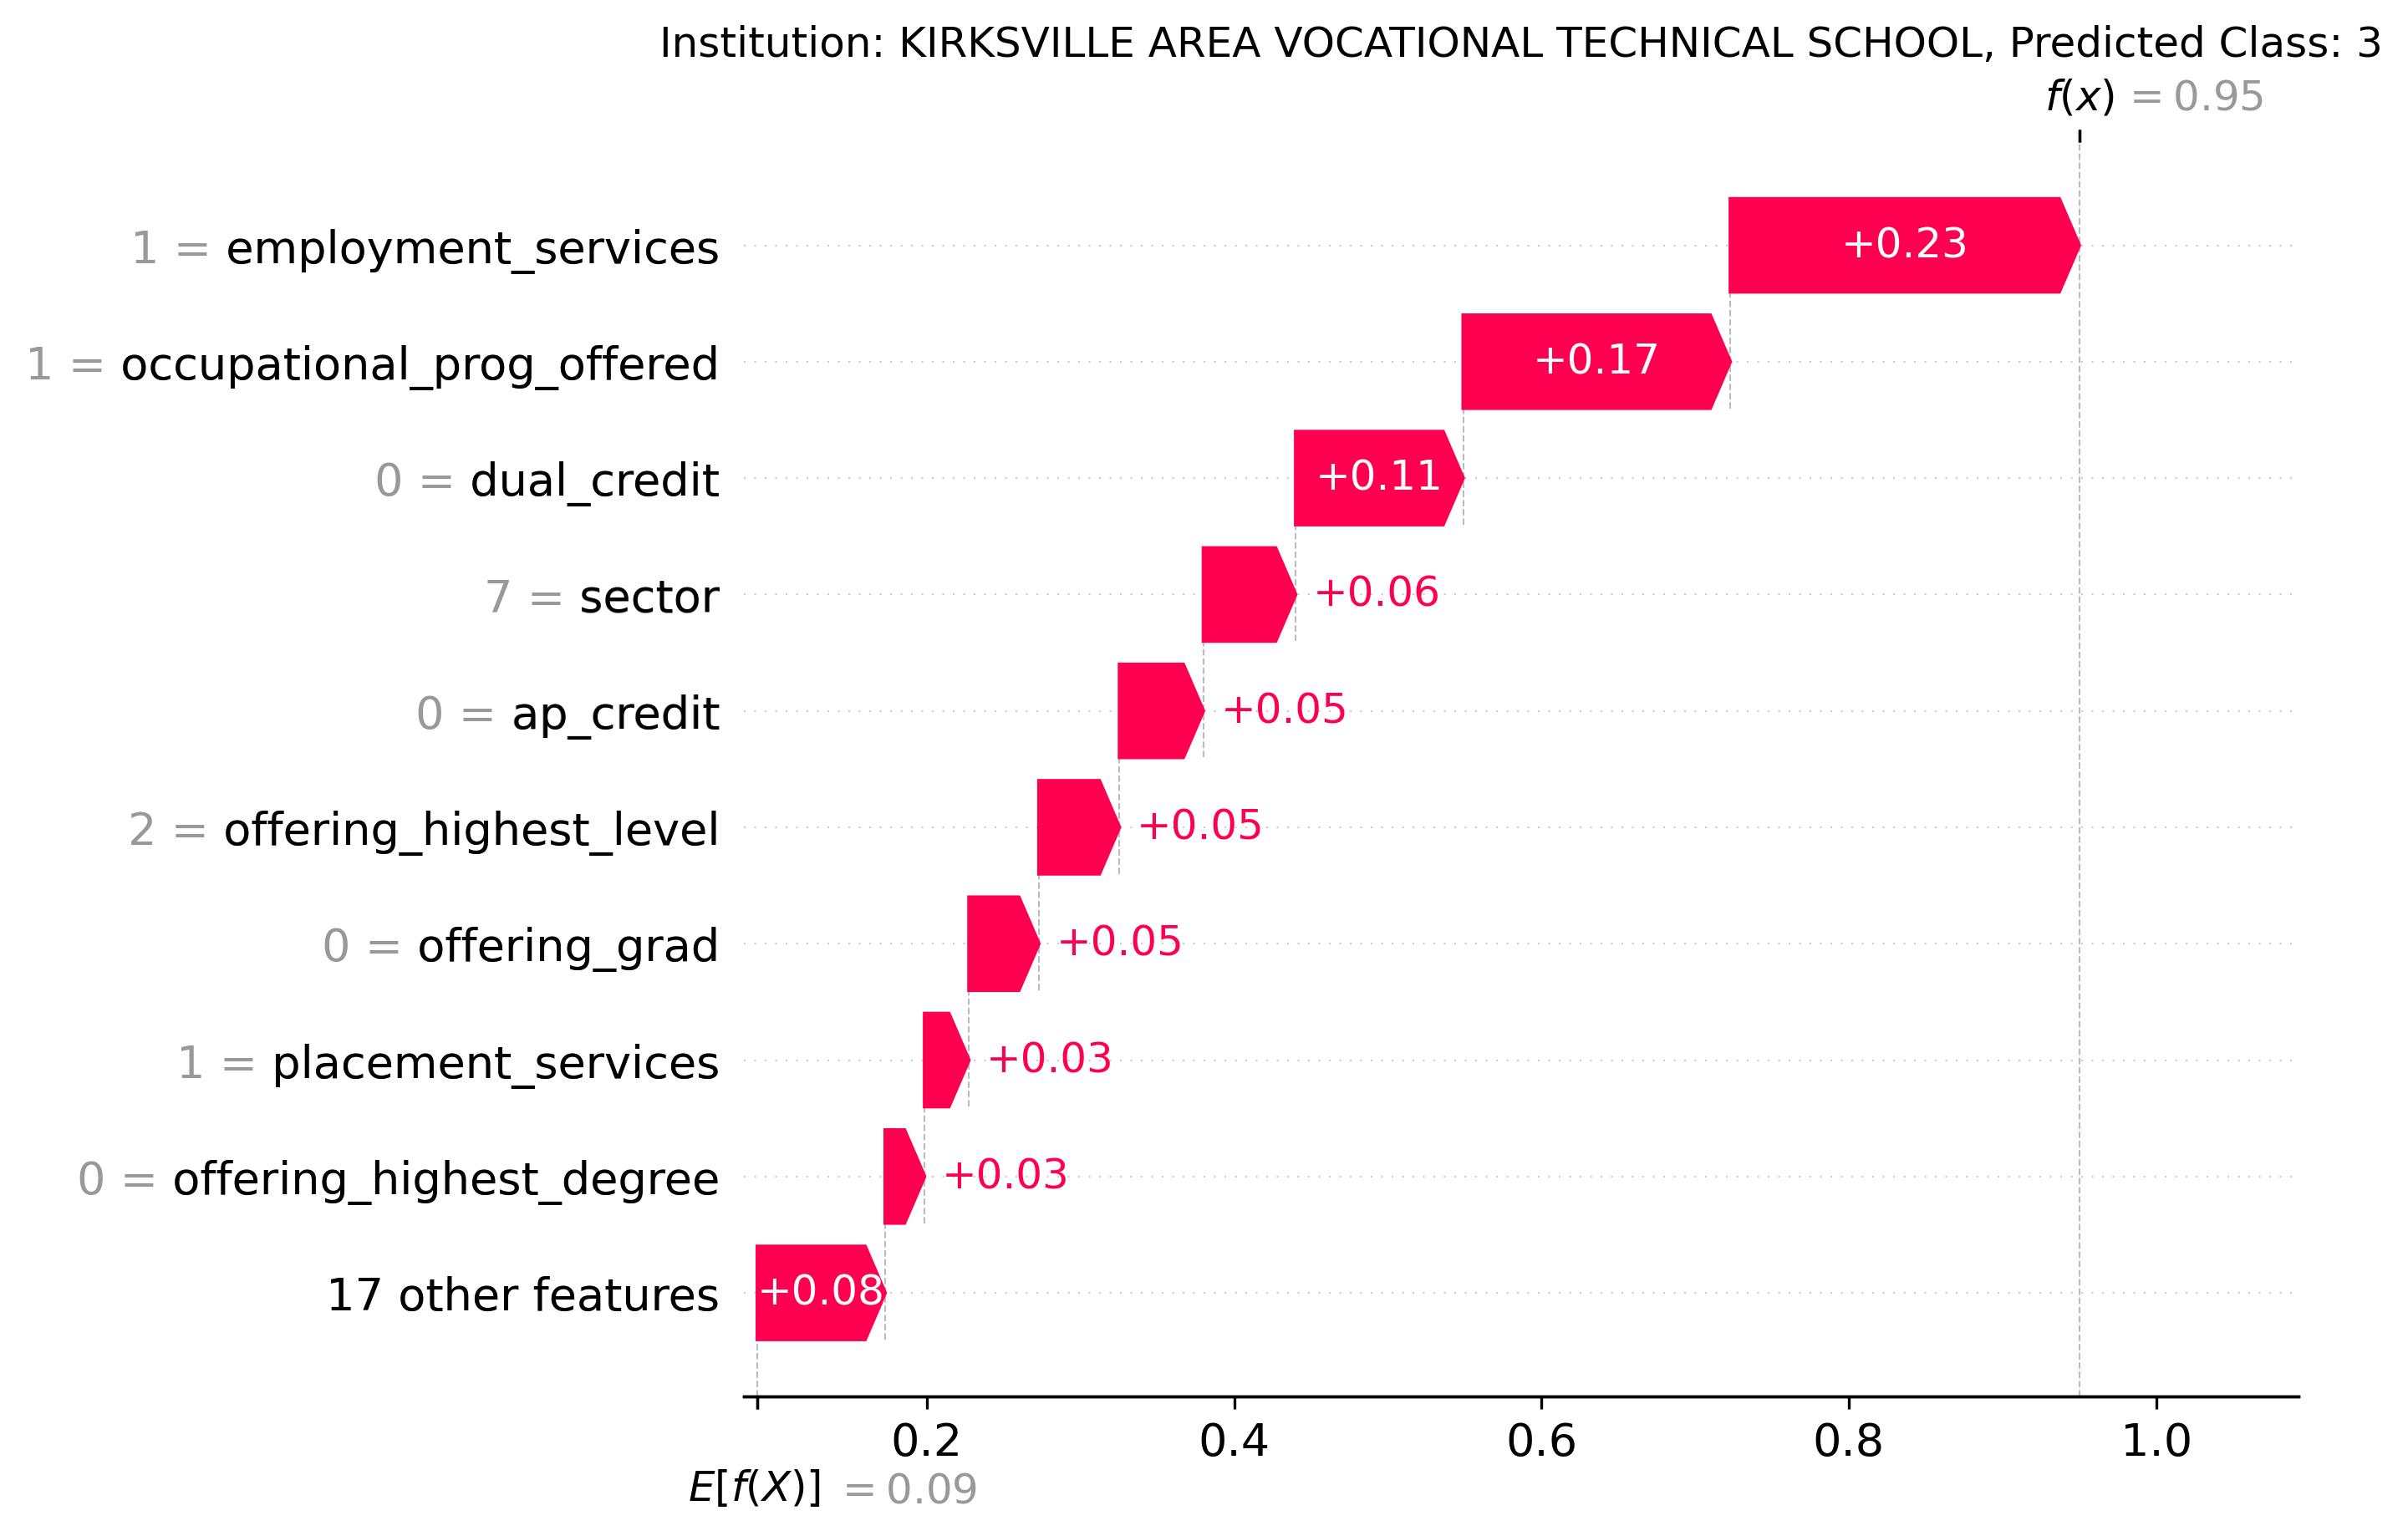 Institution: KIRKSVILLE AREA VOCATIONAL TECHNICAL SCHOOL, Predicted Class: 3
f(x) = 0.95
1 = employment_services +0.23
1 = occupational_prog_offered +0.17
0 = dual_credit +0.11
7 = sector +0.06
0 = ap_credit +0.05
2 = offering_highest_level +0.05
0 = offering_grad +0.05
1 = placement_services +0.03
0 = offering_highest_degree +0.03
17 other features +0.08
0.2 0.4 0.6 0.8 1.0
E[f(X)] = 0.09